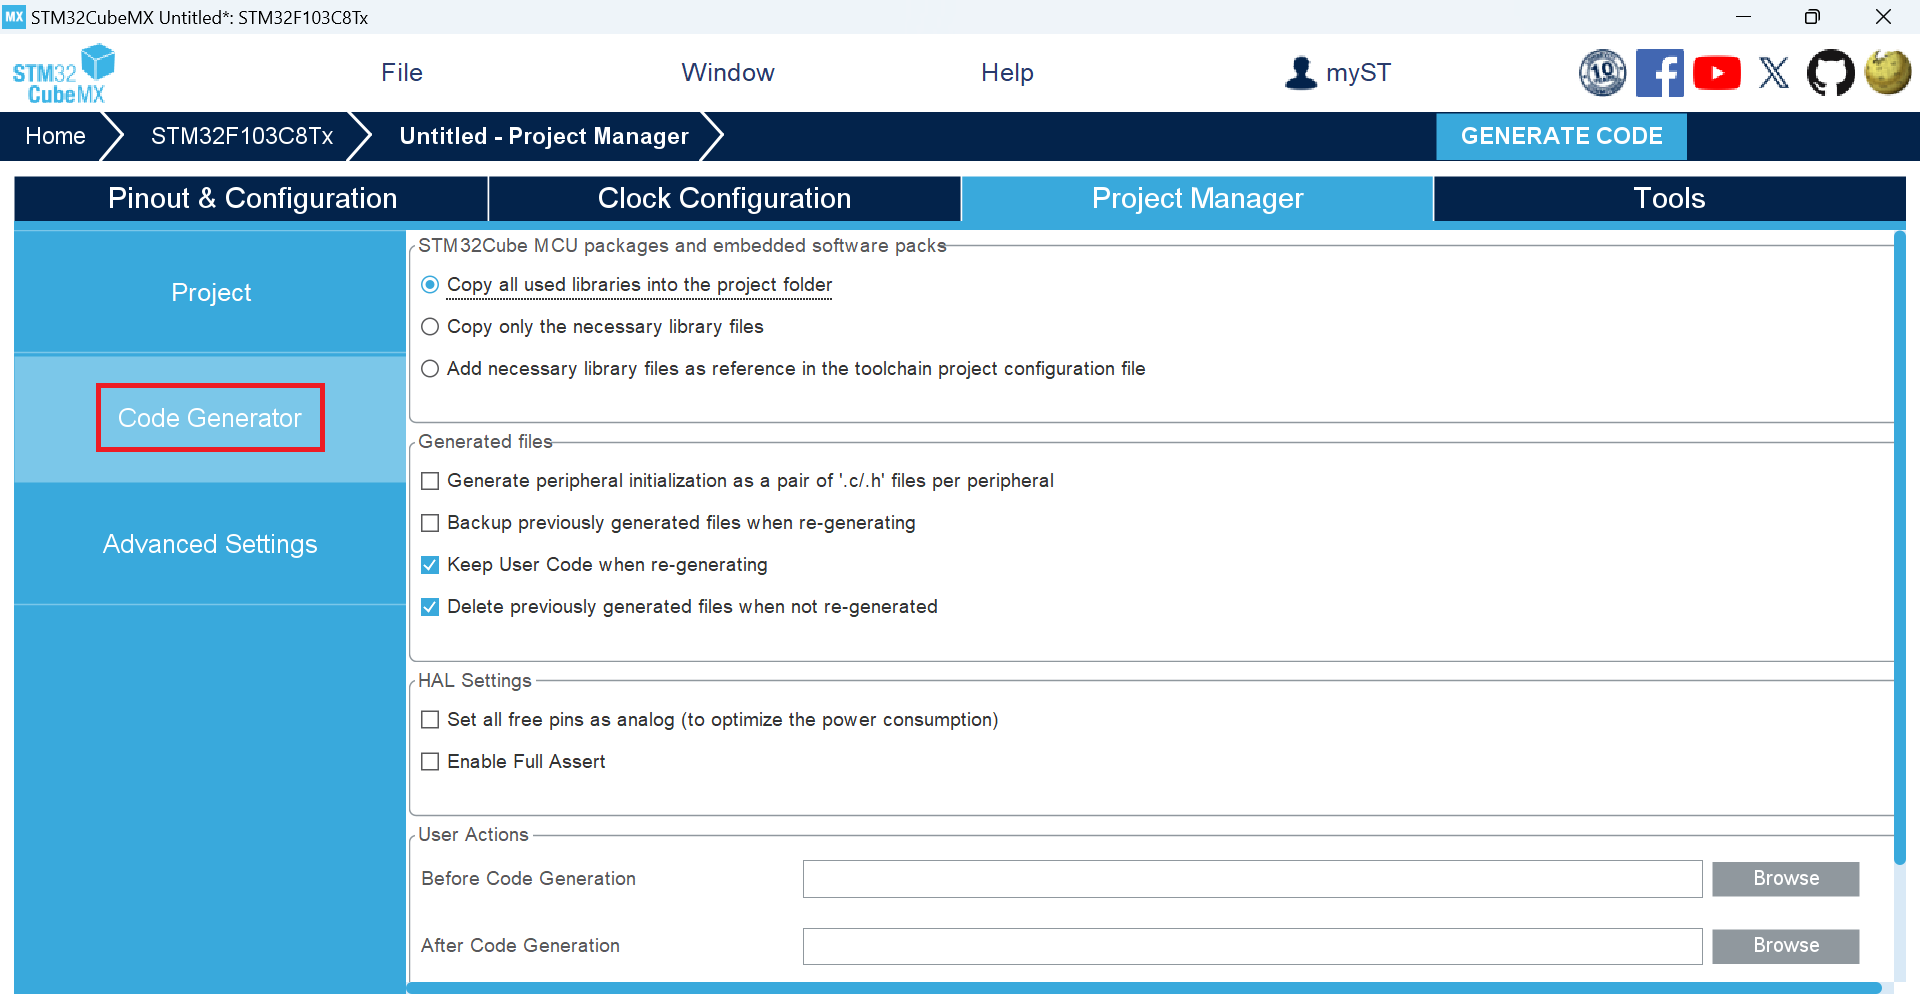 MX STM32CubeMX Untitled*: STM32F103C8Tx
STM32
CubeMX
File Window Help myST
10
Home STM32F103C8Tx Untitled - Project Manager GENERATE CODE
Pinout & Configuration Clock Configuration Project Manager Tools
Project
Code Generator
Advanced Settings
STM32Cube MCU packages and embedded software packs
Copy all used libraries into the project folder
Copy only the necessary library files
Add necessary library files as reference in the toolchain project configuration file
Generated files
Generate peripheral initialization as a pair of '.c/.h' files per peripheral
Backup previously generated files when re-generating
Keep User Code when re-generating
Delete previously generated files when not re-generated
HAL Settings
Set all free pins as analog (to optimize the power consumption)
Enable Full Assert
User Actions
Before Code Generation Browse
After Code Generation Browse